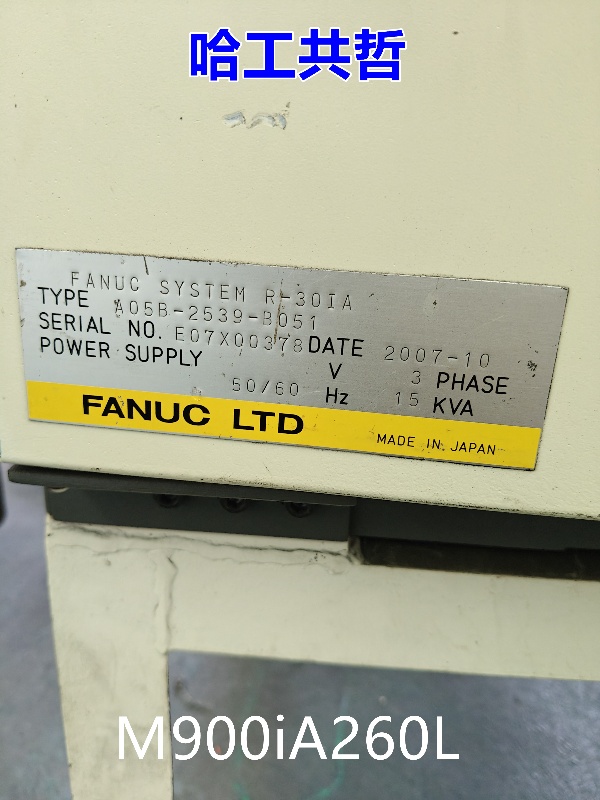 哈工共哲
FANUC SYSTEM R-30IA
TYPE A05B-2539-B051
SERIAL NO. E07X00378 DATE 2007-10
POWER SUPPLY V 3 PHASE
50/60 Hz 15 KVA
FANUC LTD
MADE IN JAPAN
M900iA260L